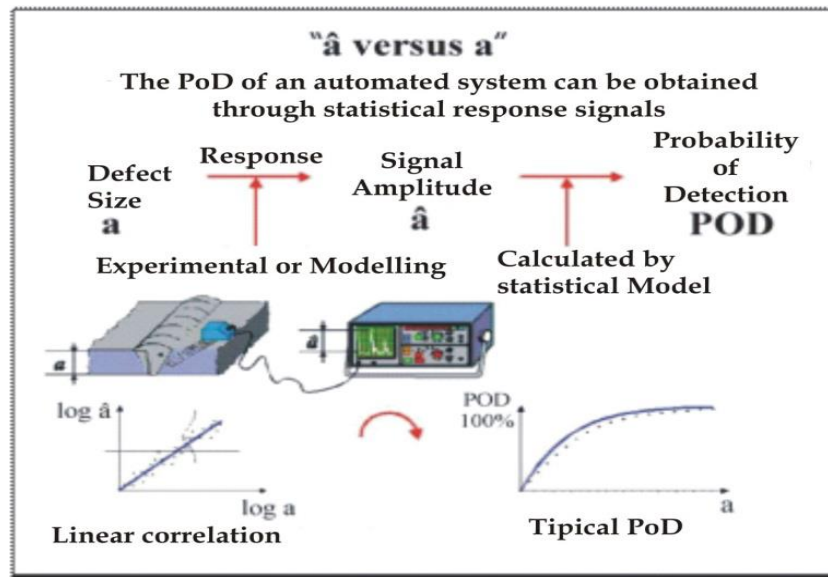 "â versus a"
The PoD of an automated system can be obtained
through statistical response signals
Defect
Size
a
Response
Signal
Amplitude
â
Probability
of
Detection
POD
Experimental or Modelling
Calculated by
statistical Model
a
â
log â
log a
Linear correlation
POD
100%
a
Tipical PoD